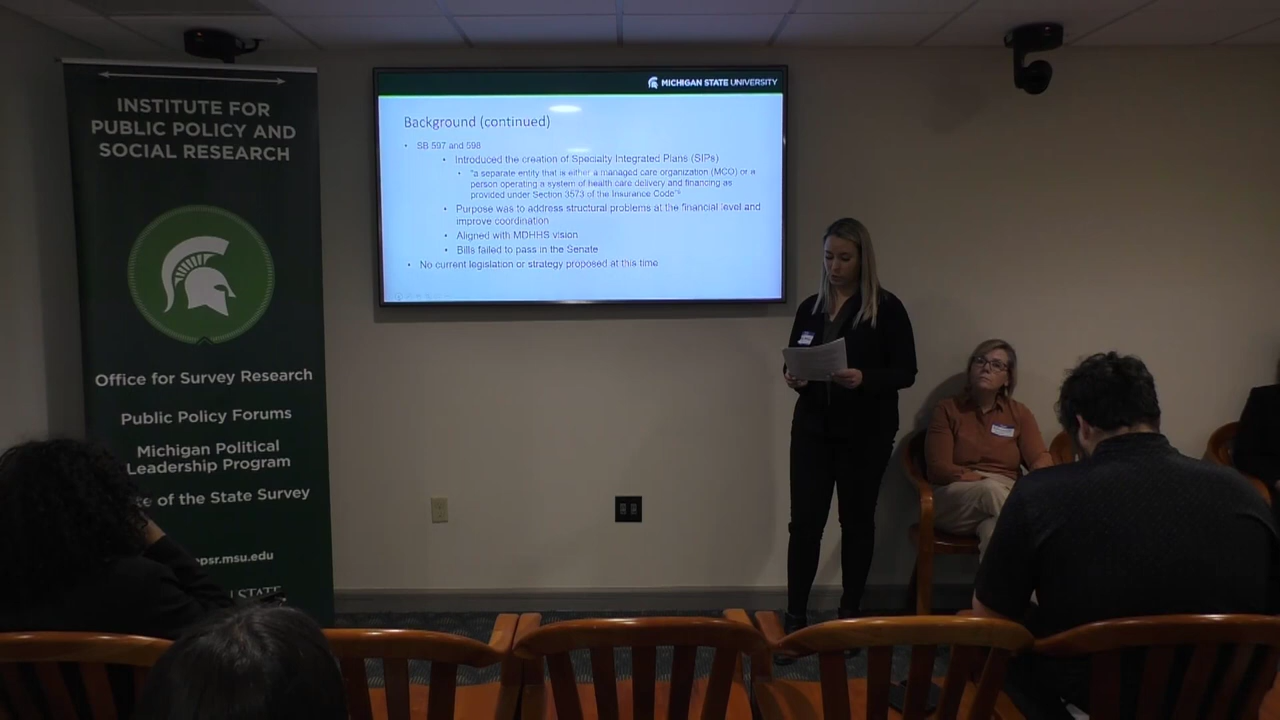 INSTITUTE FOR
PUBLIC POLICY AND
SOCIAL RESEARCH
Office for Survey Research
Public Policy Forums
Michigan Political
Leadership Program
e of the State Survey
psr.msu.edu
STATE
MICHIGAN STATE UNIVERSITY
Background (continued)
• SB 597 and 598
• Introduced the creation of Specialty Integrated Plans (SIPs)
• "a separate entity that is either a managed care organization (MCO) or a
person operating a system of health care delivery and financing as
provided under Section 3573 of the Insurance Code"
• Purpose was to address structural problems at the financial level and
improve coordination
• Aligned with MDHHS vision
• Bills failed to pass in the Senate
• No current legislation or strategy proposed at this time